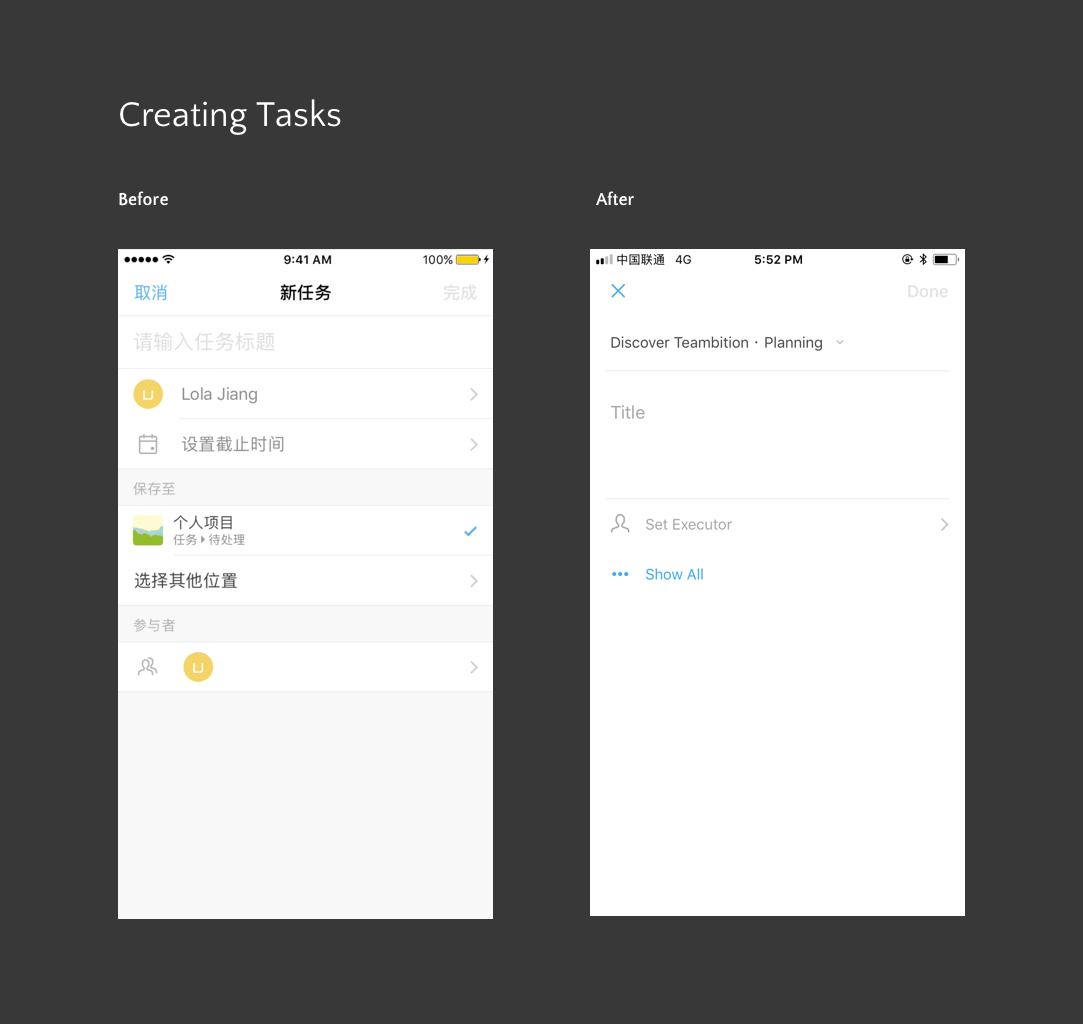 Creating Tasks
Before
After
9:41 AM 100%
取消 新任务 完成
请输入任务标题
LJ Lola Jiang
设置截止时间
保存至
个人项目
任务 待处理
选择其他位置
参与者
LJ
中国联通 4G 5:52 PM
Done
Discover Teambition · Planning
Title
Set Executor
Show All